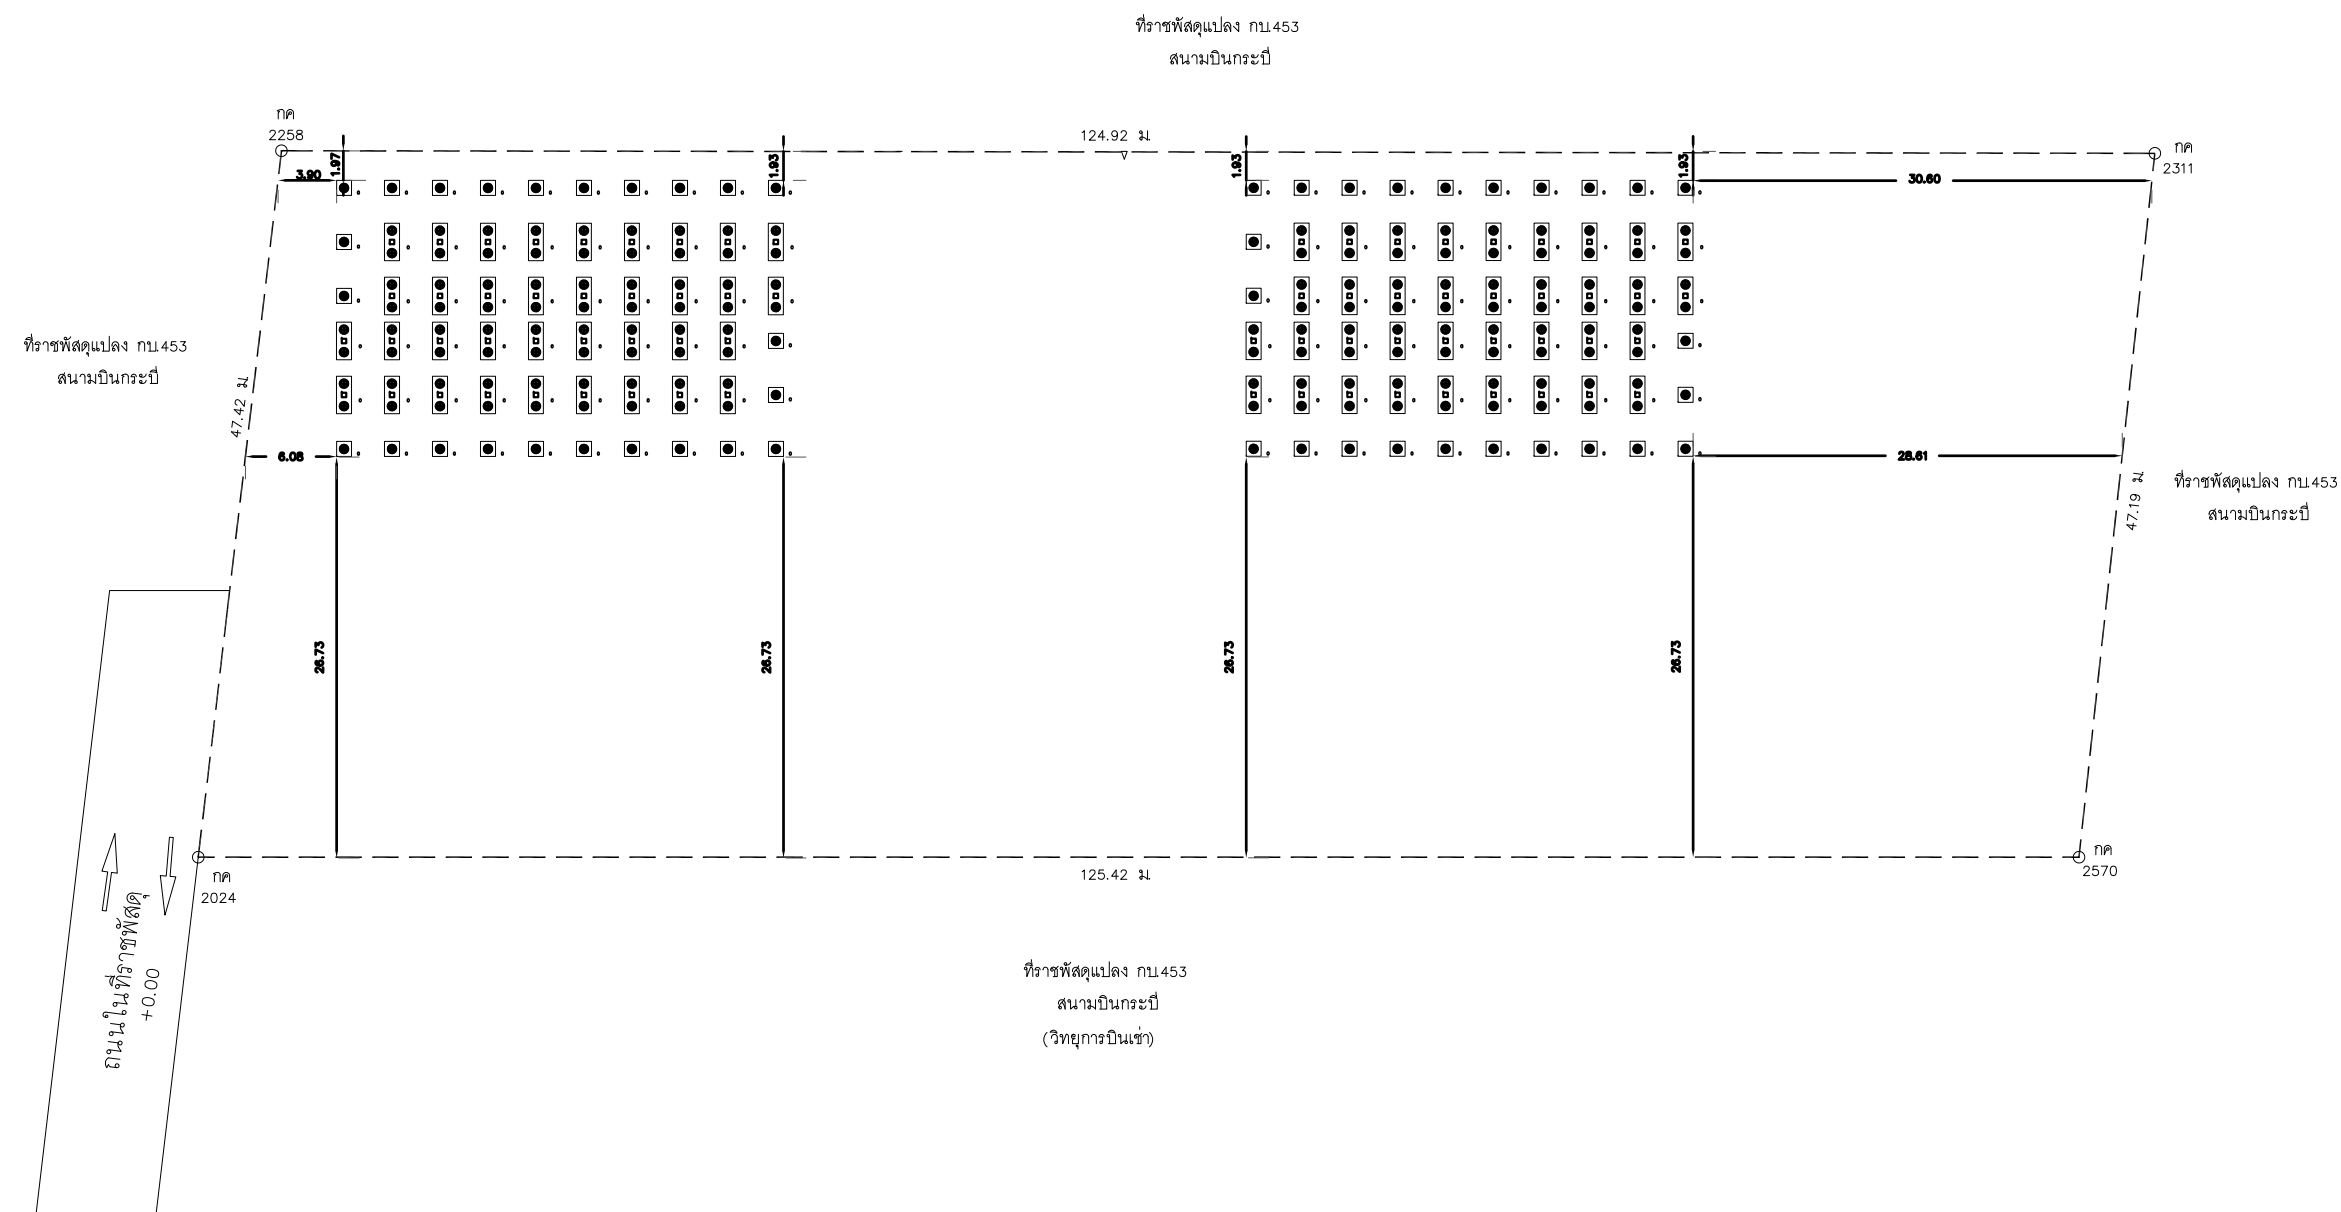 ที่ราชพัสดุแปลง กบ.453
สนามบินกระบี่
กค
2258
124.92 ม.
กค
2311
1.97
1.93
1.93
1.93
3.90
30.60
ที่ราชพัสดุแปลง กบ.453
สนามบินกระบี่
47.42 ม.
6.08
28.61
47.19 ม.
ที่ราชพัสดุแปลง กบ.453
สนามบินกระบี่
26.73
26.73
26.73
26.73
กค
2024
125.42 ม.
กค
2570
ถนนในที่ราชพัสดุ
+0.00
ที่ราชพัสดุแปลง กบ.453
สนามบินกระบี่
(วิทยุการบินเช่า)